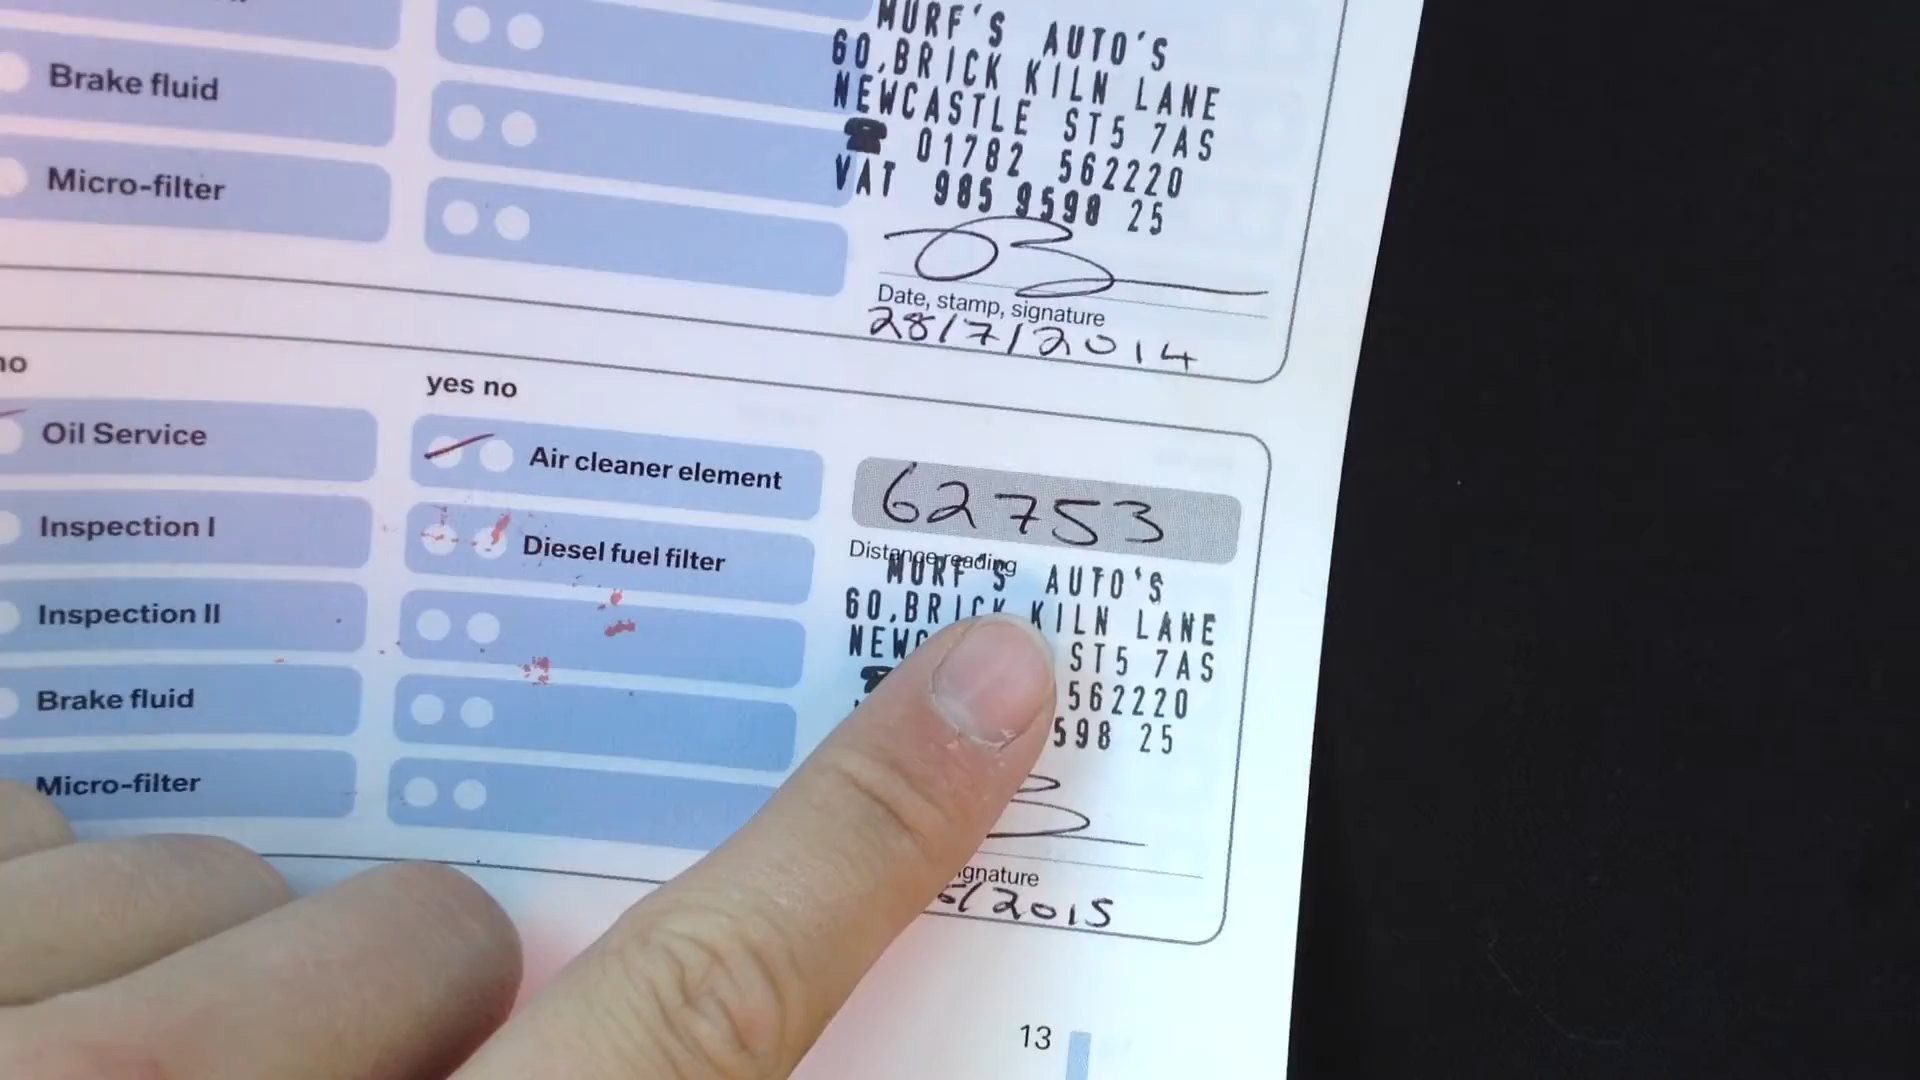 MURF'S AUTO'S
60,BRICK KILN LANE
NEWCASTLE ST5 7AS
☎ 01782 562220
VAT 985 9598 25
Brake fluid
Micro-filter
Date, stamp, signature
28/7/2014
no
yes no
Oil Service
Air cleaner element
62753
Inspection I
Diesel fuel filter
Distance reading
MURF'S AUTO'S
60,BRICK KILN LANE
ST5 7AS
562220
598 25
Inspection II
Brake fluid
Micro-filter
ignature
/2015
13